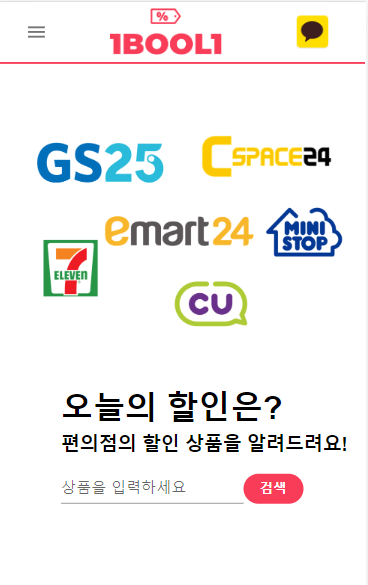 1BOOL1
GS25
CSPACE24
emart24
MINI
STOP
7
ELEVEN
CU
오늘의 할인은?
편의점의 할인 상품을 알려드려요!
상품을 입력하세요
검색